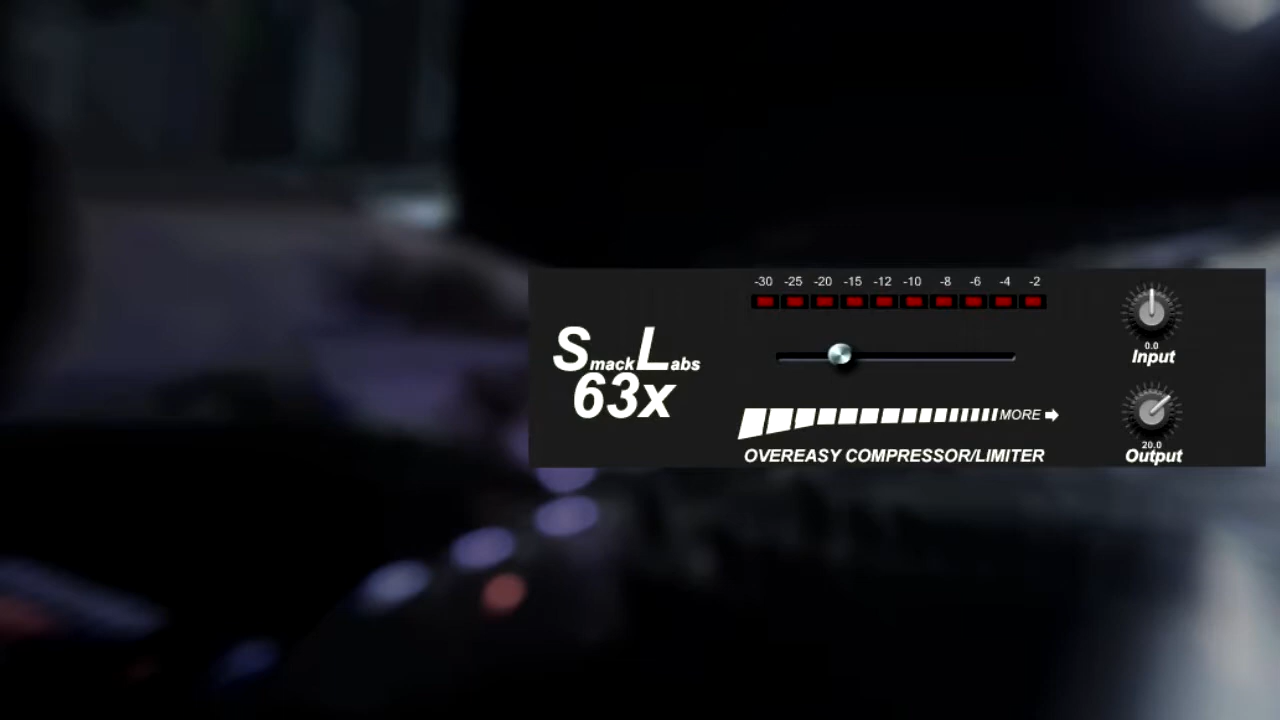 -30 -25 -20 -15 -12 -10 -8 -6 -4 -2
SmackLabs
63x
MORE
OVEREASY COMPRESSOR/LIMITER
0.0
Input
20.0
Output